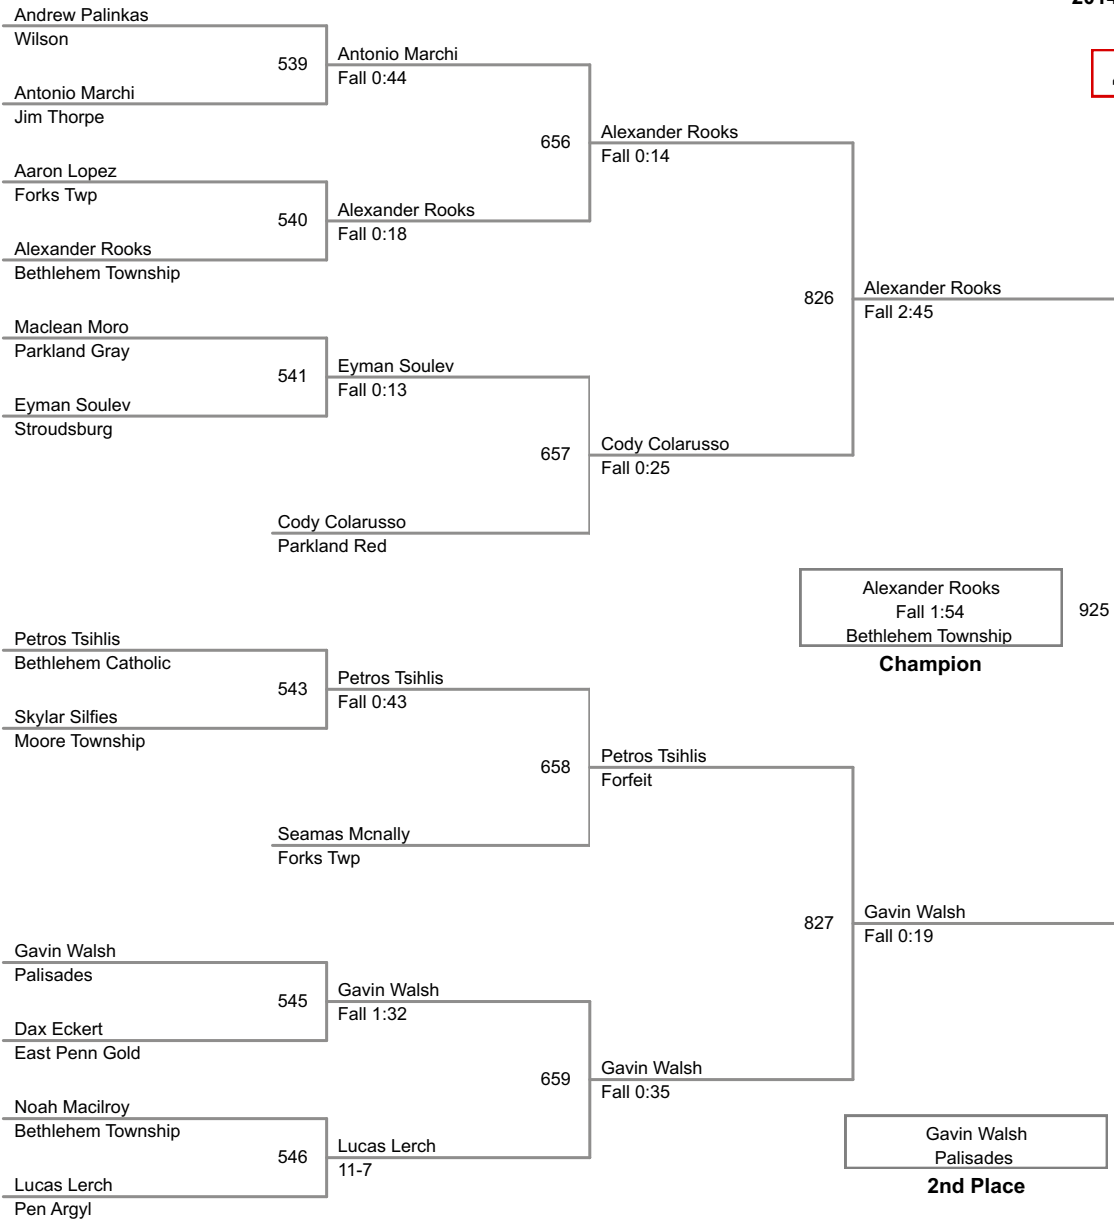 Andrew Palinkas
Wilson
539
Antonio Marchi
Fall 0:44
Antonio Marchi
Jim Thorpe
656
Alexander Rooks
Fall 0:14
Aaron Lopez
Forks Twp
540
Alexander Rooks
Fall 0:18
Alexander Rooks
Bethlehem Township
826
Alexander Rooks
Fall 2:45
Maclean Moro
Parkland Gray
541
Eyman Soulev
Fall 0:13
Eyman Soulev
Stroudsburg
657
Cody Colarusso
Fall 0:25
Cody Colarusso
Parkland Red
Alexander Rooks
Fall 1:54
Bethlehem Township
925
Champion
Petros Tsihlis
Bethlehem Catholic
543
Petros Tsihlis
Fall 0:43
Skylar Silfies
Moore Township
658
Petros Tsihlis
Forfeit
Seamas Mcnally
Forks Twp
827
Gavin Walsh
Fall 0:19
Gavin Walsh
Palisades
545
Gavin Walsh
Fall 1:32
Dax Eckert
East Penn Gold
659
Gavin Walsh
Fall 0:35
Noah Macilroy
Bethlehem Township
546
Lucas Lerch
11-7
Lucas Lerch
Pen Argyl
Gavin Walsh
Palisades
2nd Place